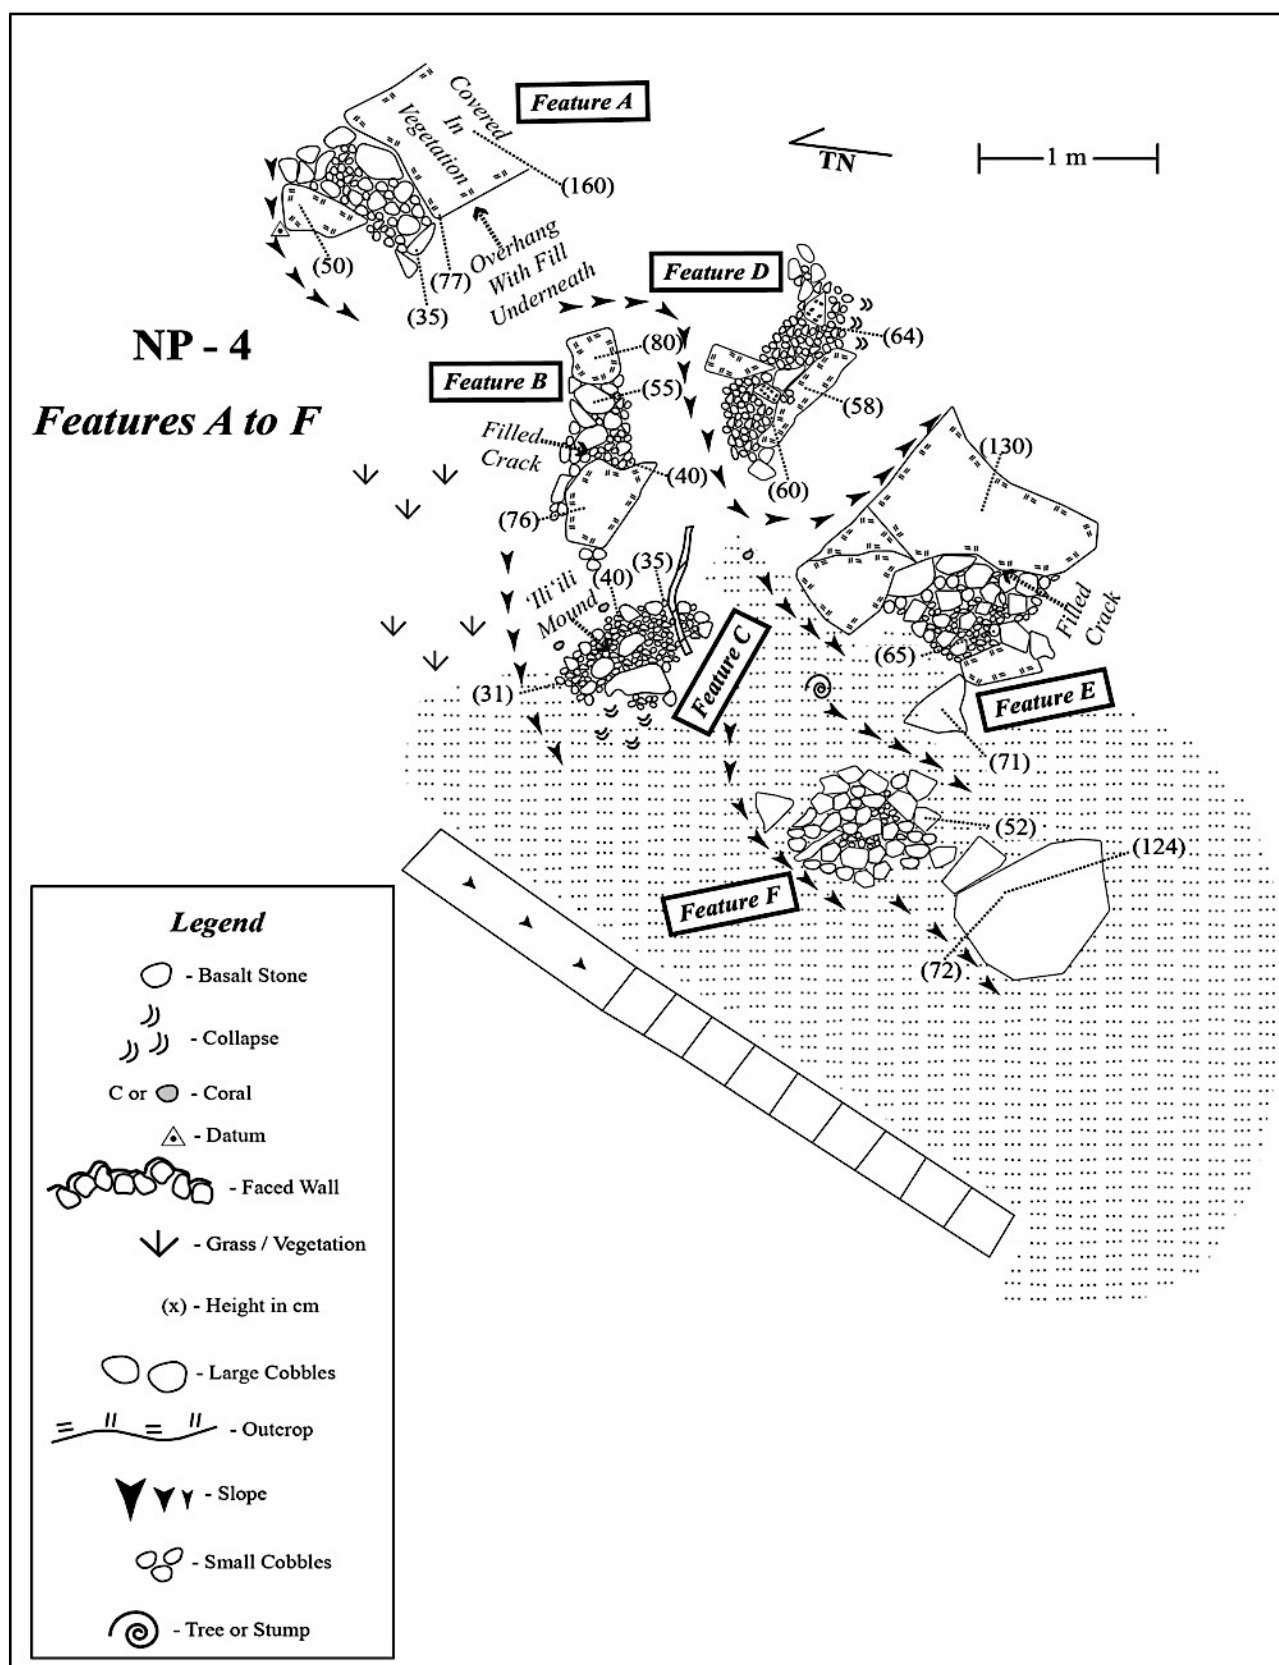 Feature A
Covered
In
Vegetation
TN
1 m
(160)
(50)
(77)
(35)
Overhang
With Fill
Underneath
Feature D
NP - 4
Features A to F
(80)
(64)
Feature B
(55)
(58)
Filled
Crack
(40)
(60)
(130)
(76)
'Ili'ili
Mound
(40)
(35)
Filled
Crack
(65)
(31)
Feature C
Feature E
(71)
(52)
(124)
Feature F
(72)
Legend
- Basalt Stone
- Collapse
C or - Coral
- Datum
- Faced Wall
- Grass / Vegetation
(x) - Height in cm
- Large Cobbles
- Outcrop
- Slope
- Small Cobbles
- Tree or Stump